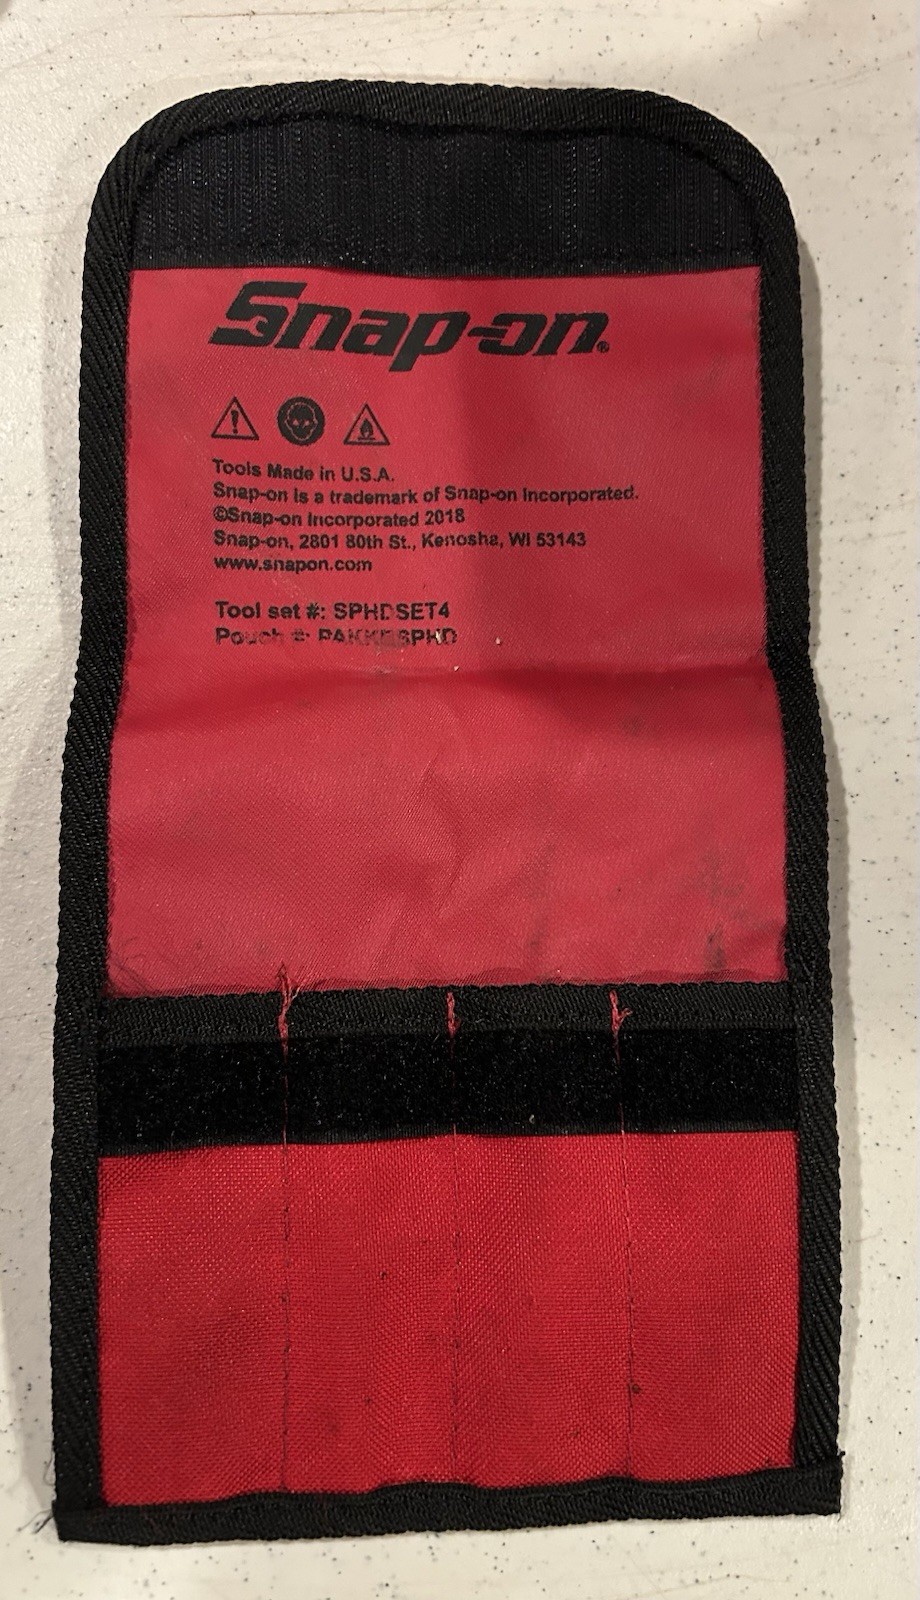 Snap-on®
Tools Made in U.S.A.
Snap-on is a trademark of Snap-on Incorporated.
©Snap-on Incorporated 2018
Snap-on, 2801 80th St., Kenosha, WI 53143
www.snapon.com
Tool set #: SPHDSET4
Pouch #: